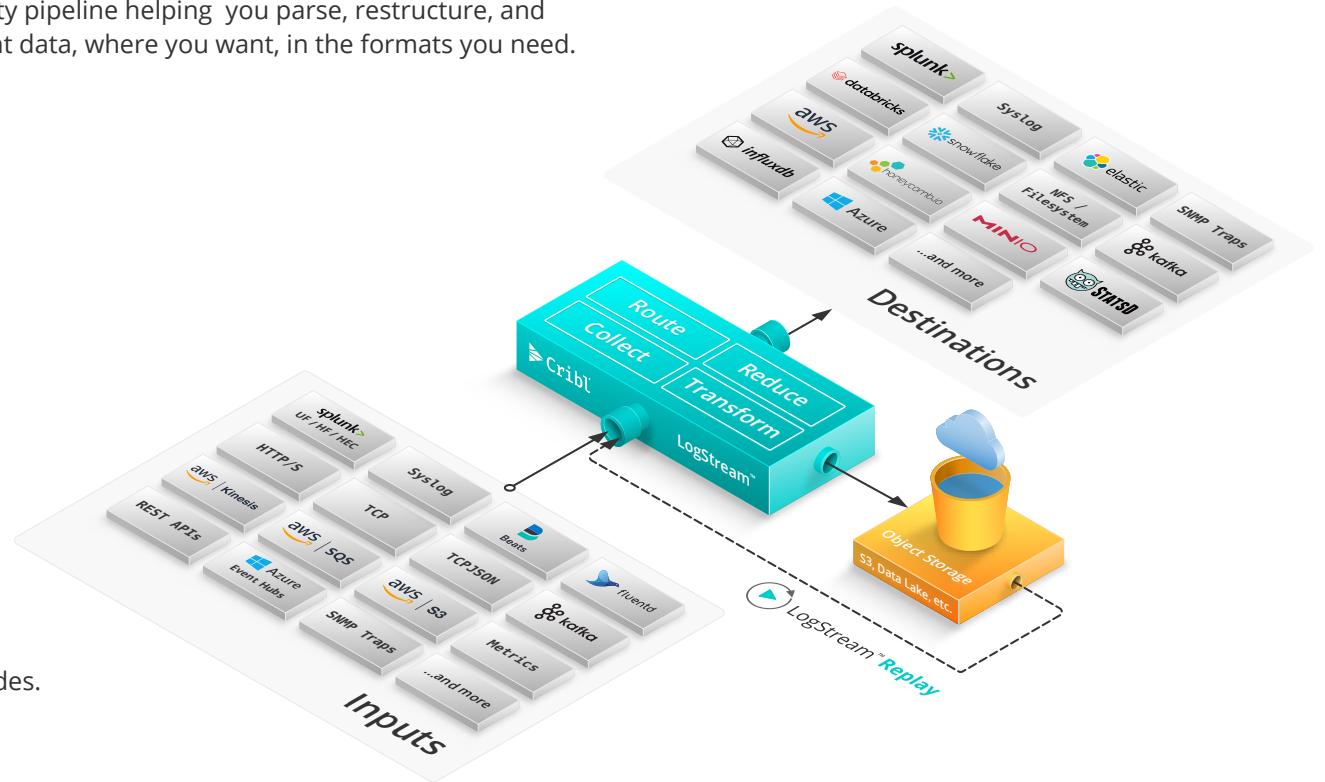 ty pipeline helping you parse, restructure, and
t data, where you want, in the formats you need.
splunk>
databricks
Syslog
aws
snowflake
elastic
influxdb
honeycomb.io
NFS /
Filesystem
SNMP Traps
Azure
MINIO
kafka
...and more
STATSD
Destinations
Route
Collect
Reduce
Transform
Cribl
LogStream™
Object Storage
S3, Data Lake, etc.
LogStream™ Replay
splunk>
UF / HF / HEC
HTTP/S
Syslog
aws | Kinesis
TCP
Beats
REST APIs
aws | SQS
TCPJSON
fluentd
Azure
Event Hubs
aws | S3
kafka
SNMP Traps
Metrics
...and more
Inputs
des.